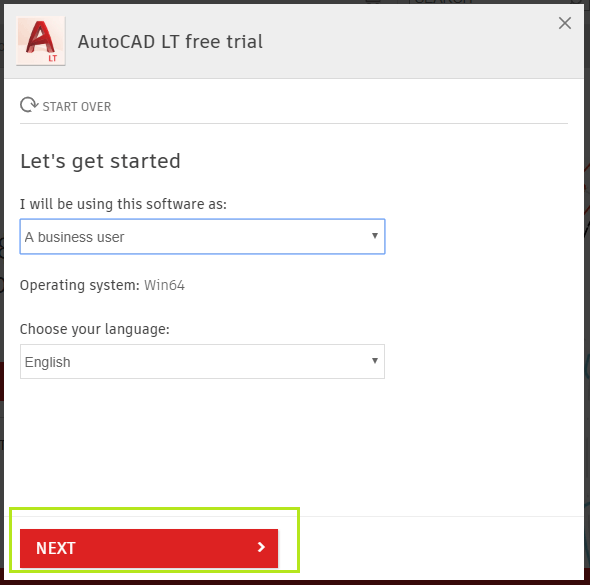 SEARCH
A
LT
AutoCAD LT free trial
START OVER
Let's get started
I will be using this software as:
A business user
Operating system: Win64
Choose your language:
English
NEXT